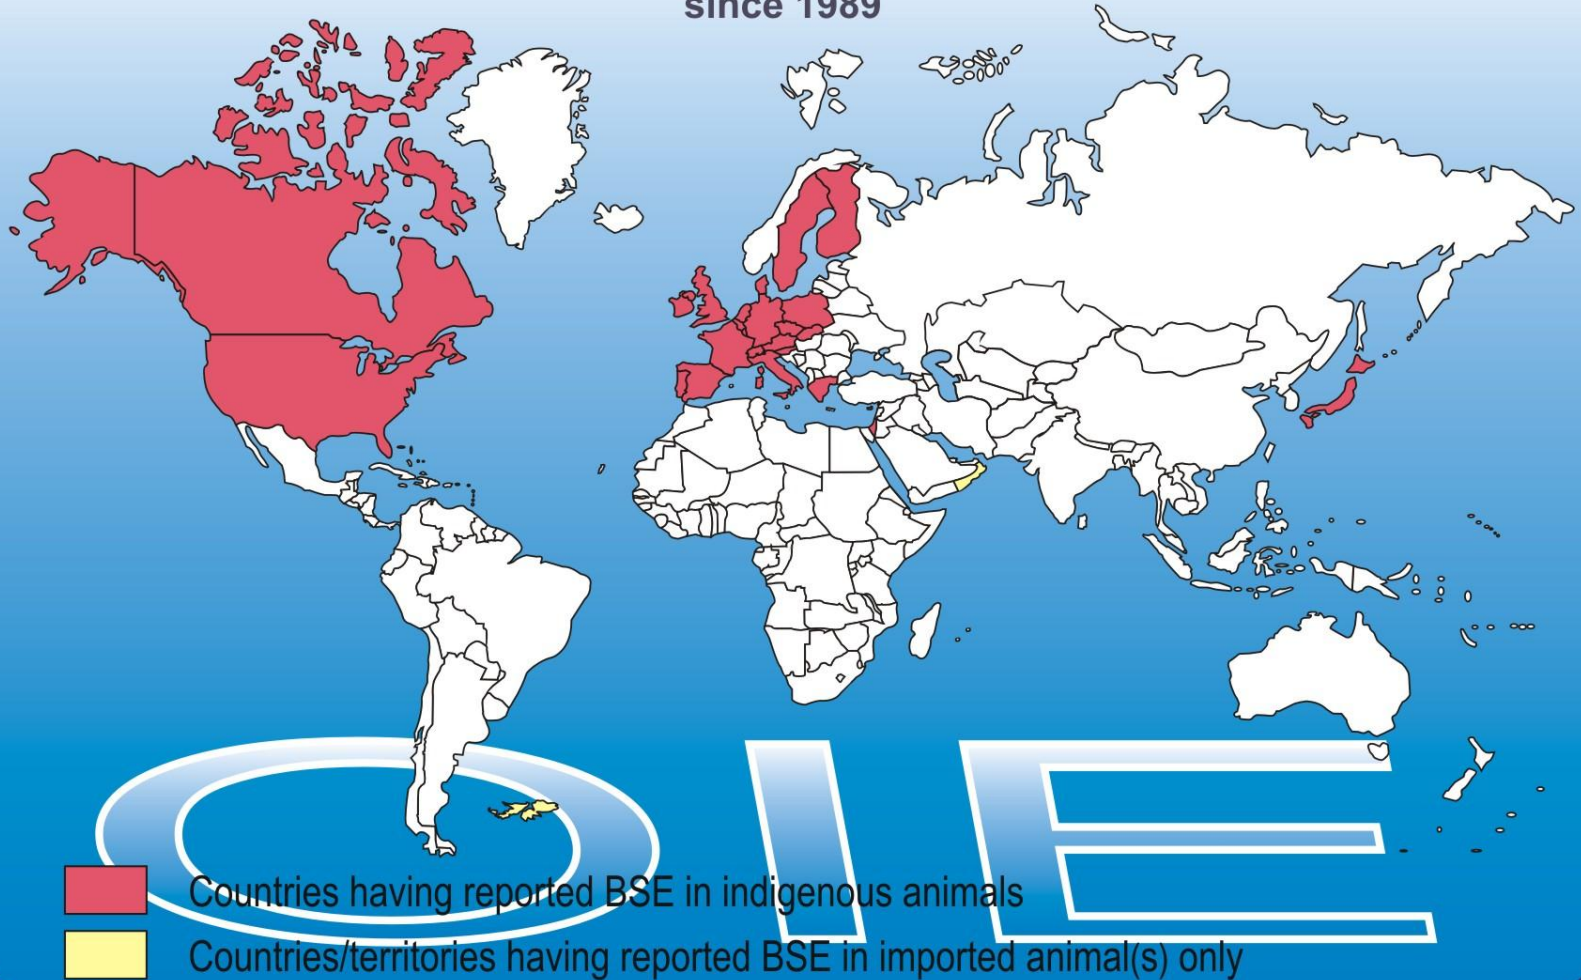 since 1989
OIE
Countries having reported BSE in indigenous animals
Countries/territories having reported BSE in imported animal(s) only